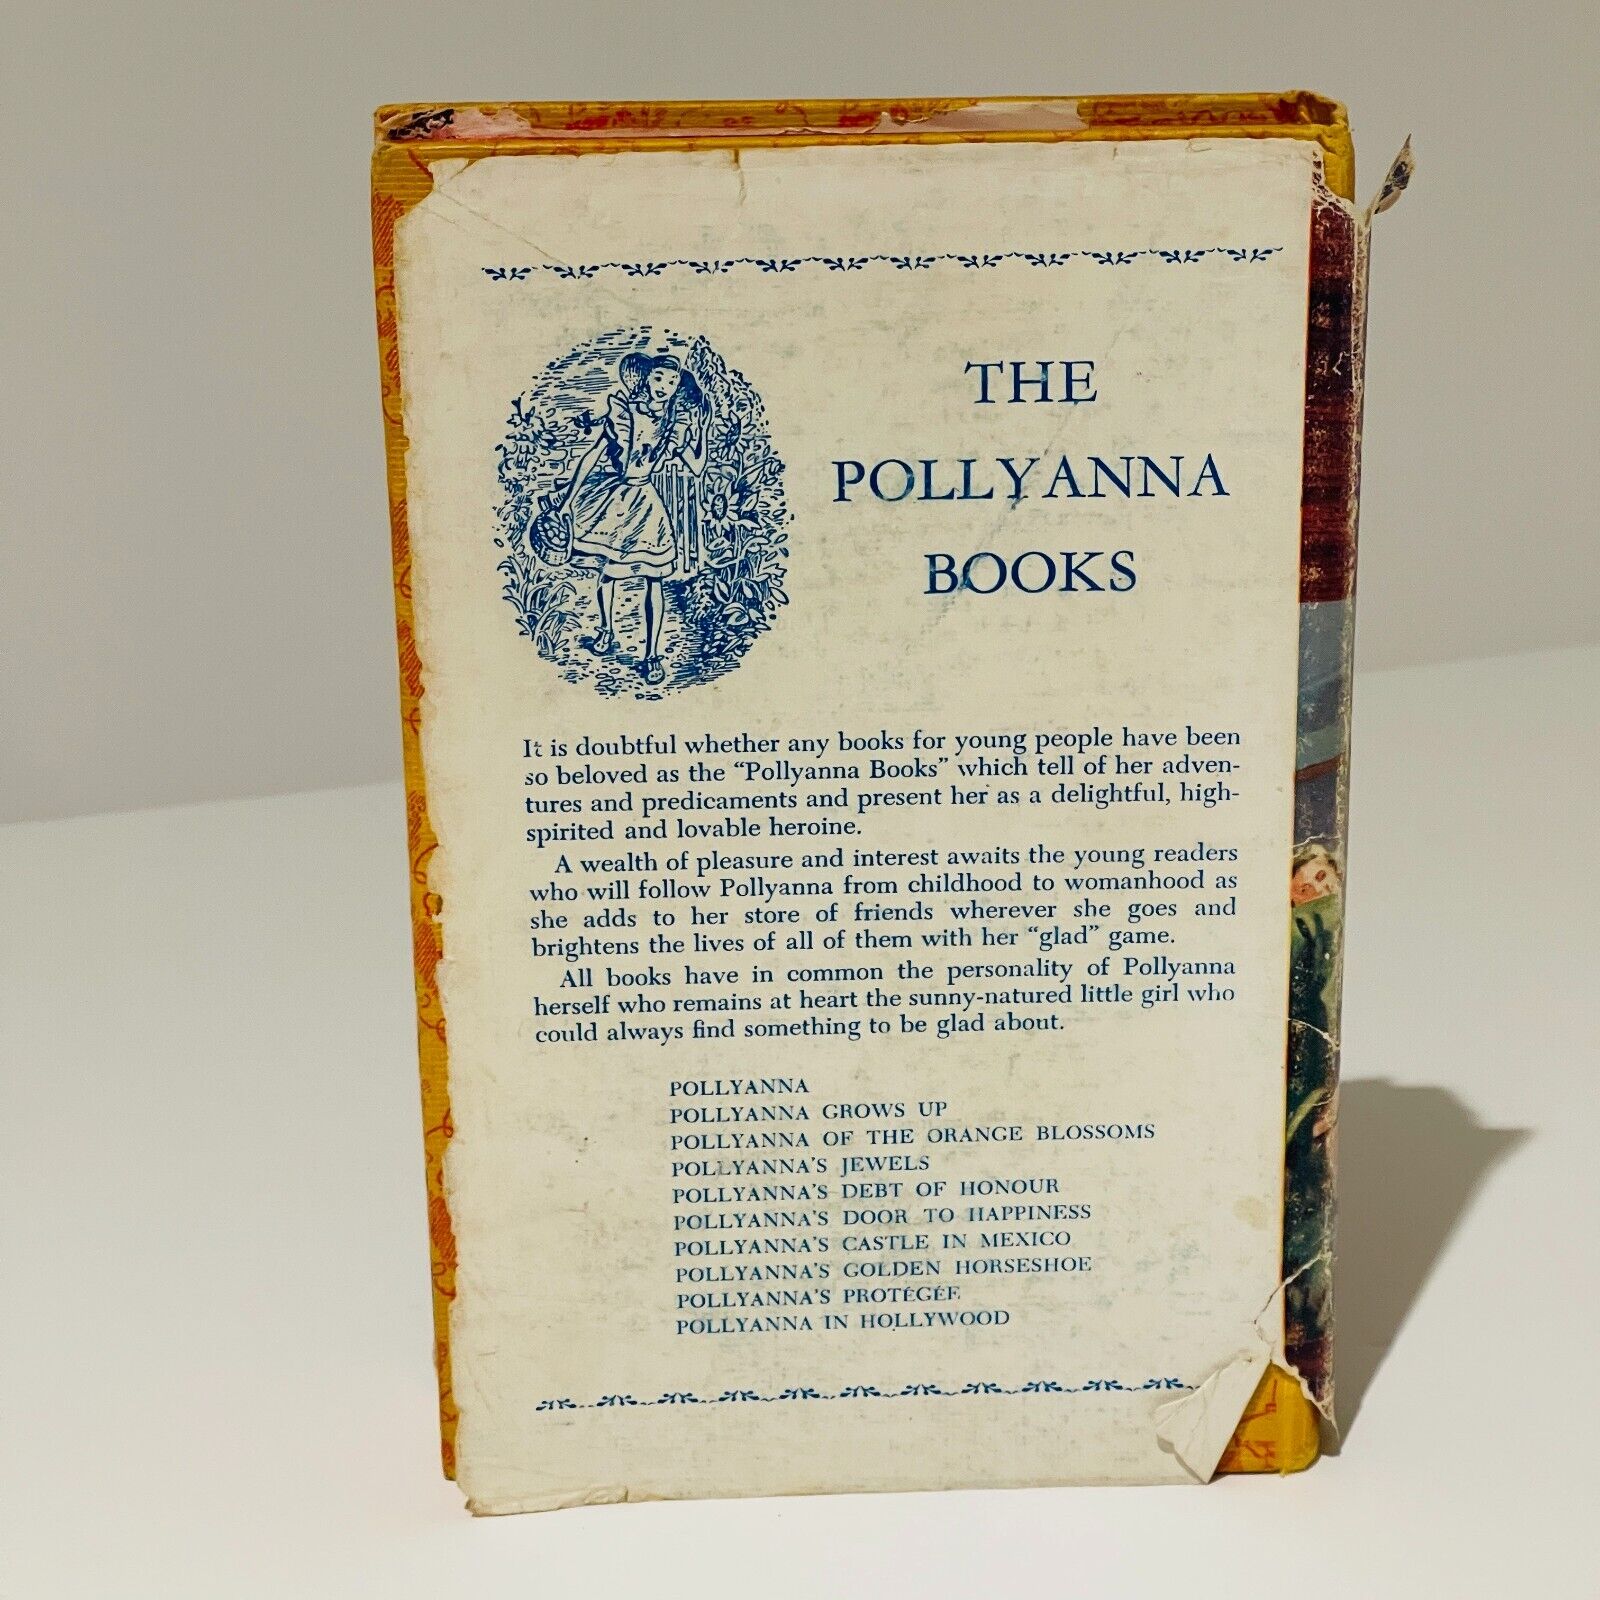 THE
POLLYANNA
BOOKS
It is doubtful whether any books for young people have been
so beloved as the “Pollyanna Books” which tell of her adven-
tures and predicaments and present her as a delightful, high-
spirited and lovable heroine.
A wealth of pleasure and interest awaits the young readers
who will follow Pollyanna from childhood to womanhood as
she adds to her store of friends wherever she goes and
brightens the lives of all of them with her “glad” game.
All books have in common the personality of Pollyanna
herself who remains at heart the sunny-natured little girl who
could always find something to be glad about.
POLLYANNA
POLLYANNA GROWS UP
POLLYANNA OF THE ORANGE BLOSSOMS
POLLYANNA'S JEWELS
POLLYANNA'S DEBT OF HONOUR
POLLYANNA'S DOOR TO HAPPINESS
POLLYANNA'S CASTLE IN MEXICO
POLLYANNA'S GOLDEN HORSESHOE
POLLYANNA'S PROTÉGÉE
POLLYANNA IN HOLLYWOOD